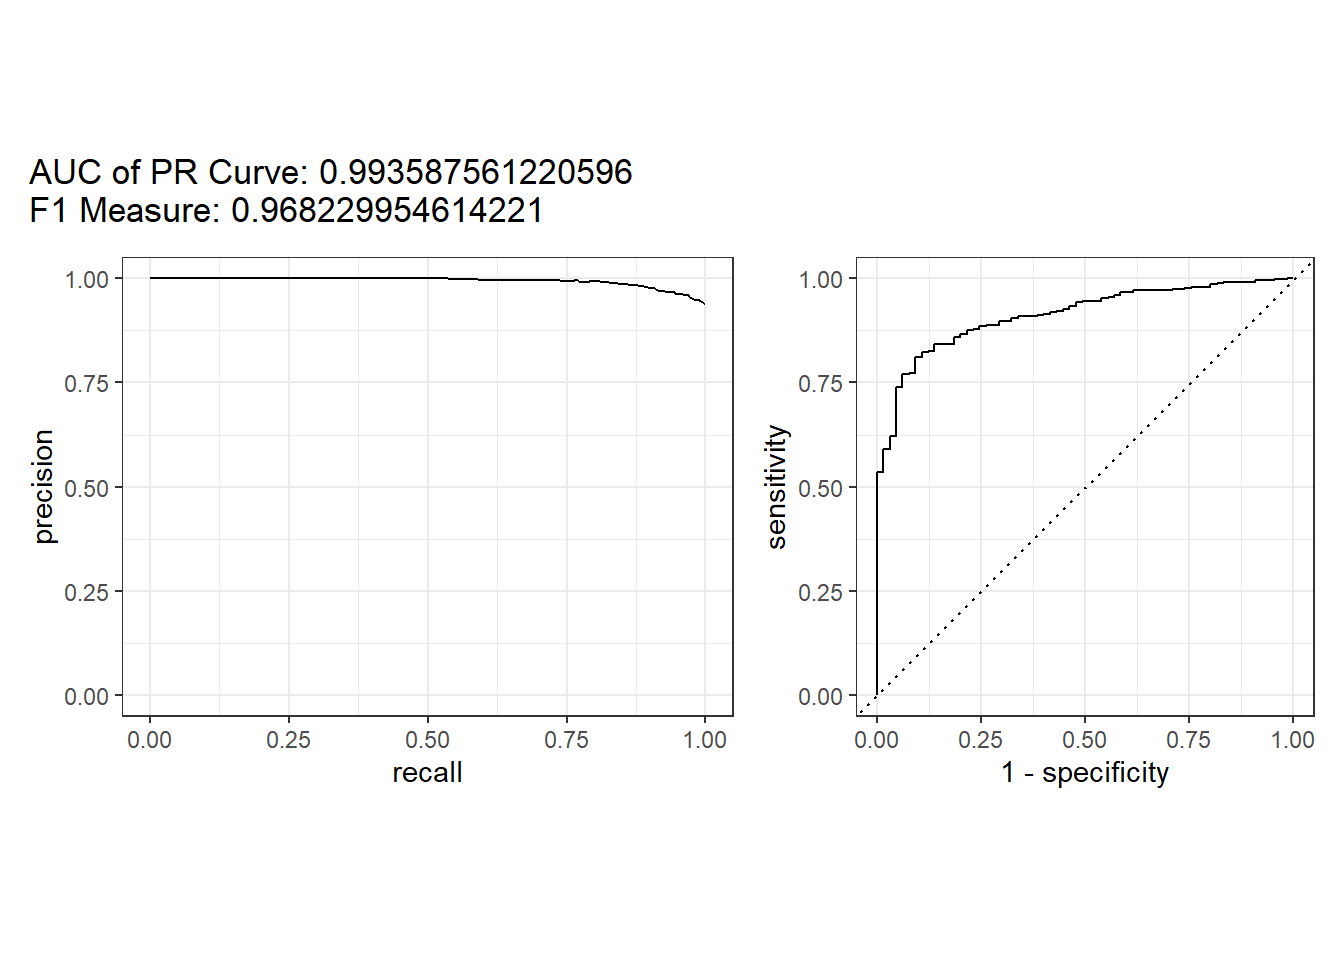 AUC of PR Curve: 0.993587561220596
F1 Measure: 0.968229954614221
1.00
0.75
0.50
0.25
0.00
precision
0.00 0.25 0.50 0.75 1.00
recall
1.00
0.75
0.50
0.25
0.00
sensitivity
0.00 0.25 0.50 0.75 1.00
1 - specificity